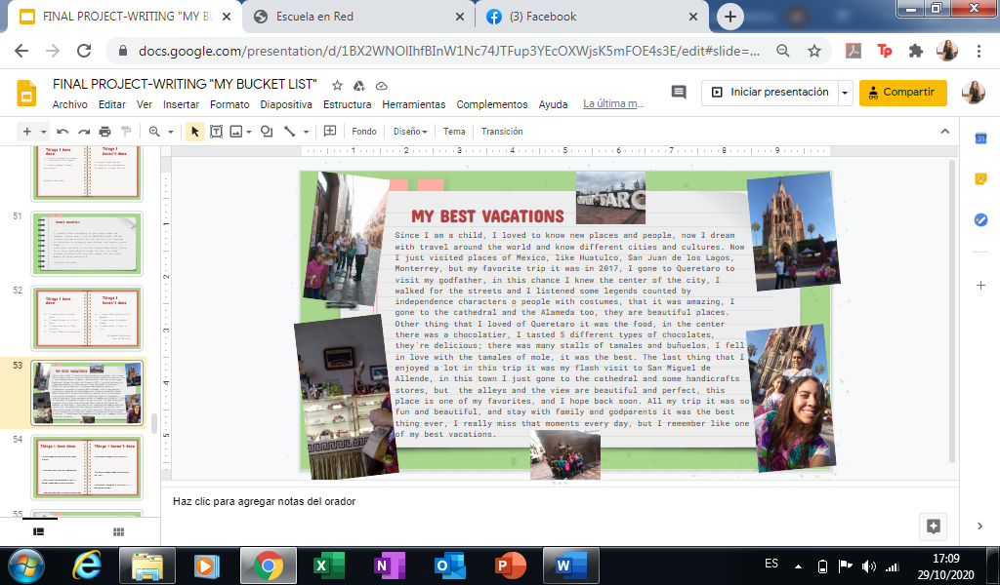 FINAL PROJECT-WRITING "MY B
Escuela en Red
(3) Facebook
docs.google.com/presentation/d/1BX2WNOIIhfBInW1Nc74JTFup3YEcOXWjsK5mFOE4s3E/edit#slide=...
FINAL PROJECT-WRITING "MY BUCKET LIST"
Archivo Editar Ver Insertar Formato Diapositiva Estructura Herramientas Complementos Ayuda La última m...
Iniciar presentación
Compartir
Fondo Diseño Tema Transición
1 2 3 4 5 6 7 8 9
1 2 3 4 5
Things I have done
Things I haven't done
51
52
Things I have done
Things I haven't done
53
MY BEST VACATIONS
54
Things I have done
Things I haven't done
55
MY BEST VACATIONS
Since I am a child, I loved to know new places and people, now I dream
with travel around the world and know different cities and cultures. Now
I just visited places of Mexico, like Huatulco, San Juan de los Lagos,
Monterrey, but my favorite trip it was in 2017, I gone to Queretaro to
visit my godfather, in this chance I knew the center of the city, I
walked for the streets and I listened some legends counted by
independence characters o people with costumes, that it was amazing, I
gone to the cathedral and the Alameda too, they are beautiful places.
Other thing that I loved of Queretaro it was the food, in the center
there was a chocolatier, I tasted 5 different types of chocolates,
they´re delicious; there was many stalls of tamales and buñuelos, I fell
in love with the tamales of mole, it was the best. The last thing that I
enjoyed a lot in this trip it was my flash visit to San Miguel de
Allende, in this town I just gone to the cathedral and some handicrafts
stores, but the alleys and the view are beautiful and perfect, this
place is one of my favorites, and I hope back soon. All my trip it was so
fun and beautiful, and stay with family and godparents it was the best
thing ever, I really miss that moments every day, but I remember like one
of my best vacations.
Haz clic para agregar notas del orador
ES
17:09
29/10/2020